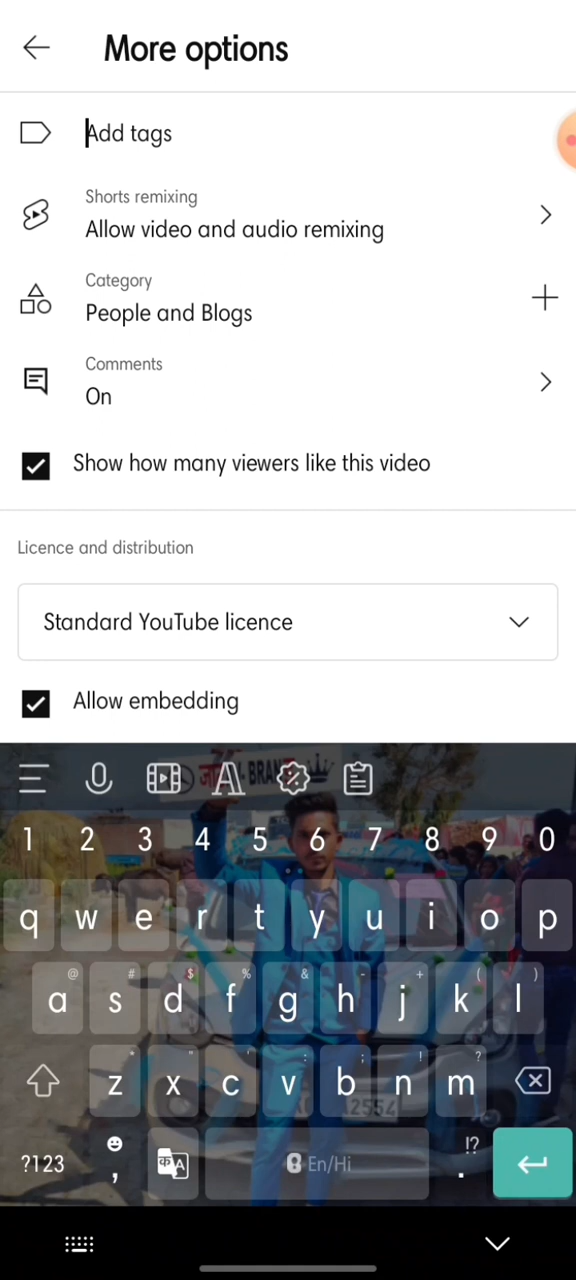 More options
Add tags
Shorts remixing
Allow video and audio remixing
Category
People and Blogs
Comments
On
Show how many viewers like this video
Licence and distribution
Standard YouTube licence
Allow embedding
1 2 3 4 5 6 7 8 9 0
q w e r t y u i o p
@ # $ % & - + ( )
a s d f g h j k l
* " ' : ; ! ?
z x c v b n m
?123 , क A En/Hi !? .